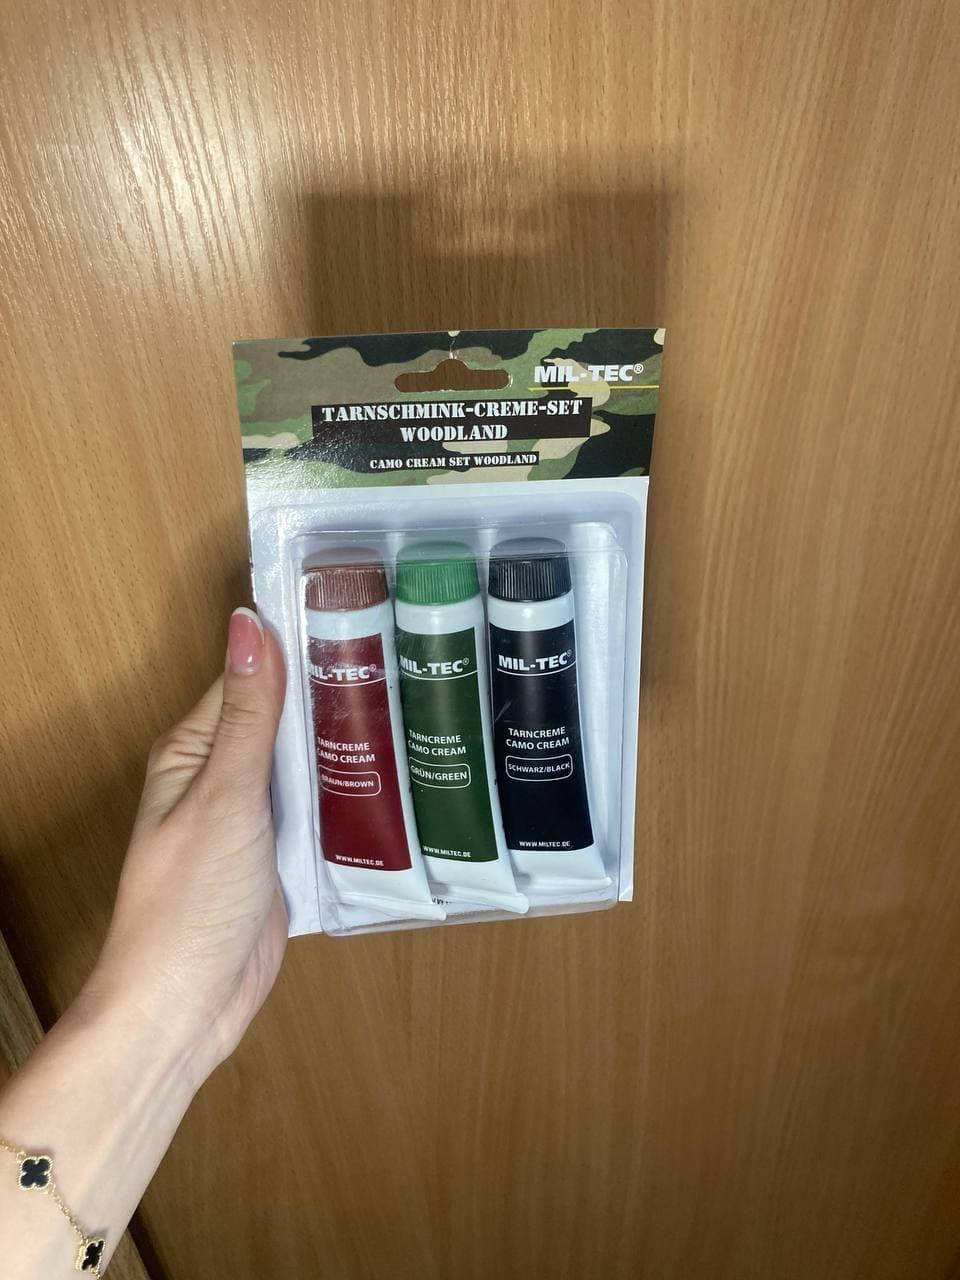 MIL-TEC®
TARNSCHMINK-CREME-SET
WOODLAND
CAMO CREAM SET WOODLAND
MIL-TEC®
TARNCREME
CAMO CREAM
BRAUN/BROWN
WWW.MILTEC.DE
MIL-TEC®
TARNCREME
CAMO CREAM
GRÜN/GREEN
WWW.MILTEC.DE
MIL-TEC®
TARNCREME
CAMO CREAM
SCHWARZ/BLACK
WWW.MILTEC.DE